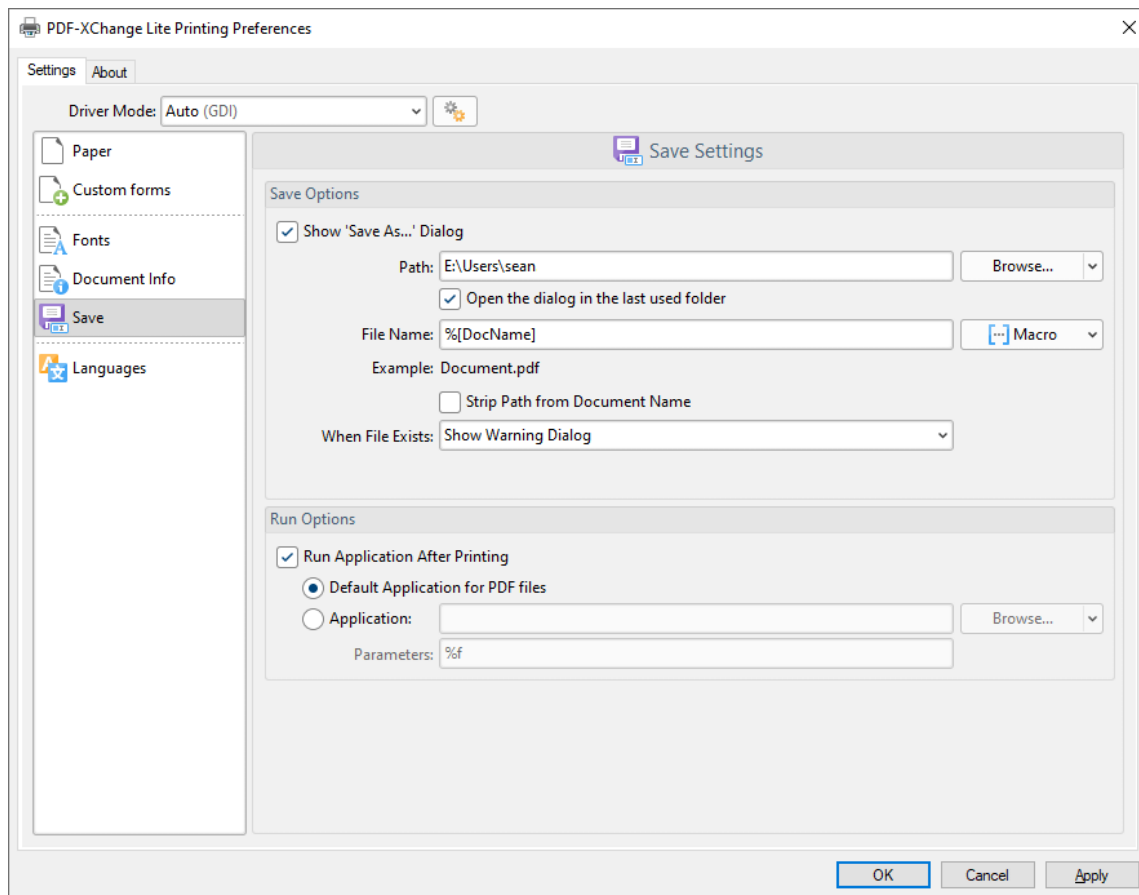 PDF-XChange Lite Printing Preferences
Settings About
Driver Mode: Auto (GDI)
Paper
Custom forms
Fonts
Document Info
Save
Languages
Save Settings
Save Options
Show 'Save As...' Dialog
Path: E:\Users\sean Browse...
Open the dialog in the last used folder
File Name: %[DocName] Macro
Example: Document.pdf
Strip Path from Document Name
When File Exists: Show Warning Dialog
Run Options
Run Application After Printing
Default Application for PDF files
Application: Browse...
Parameters: %f
OK Cancel Apply